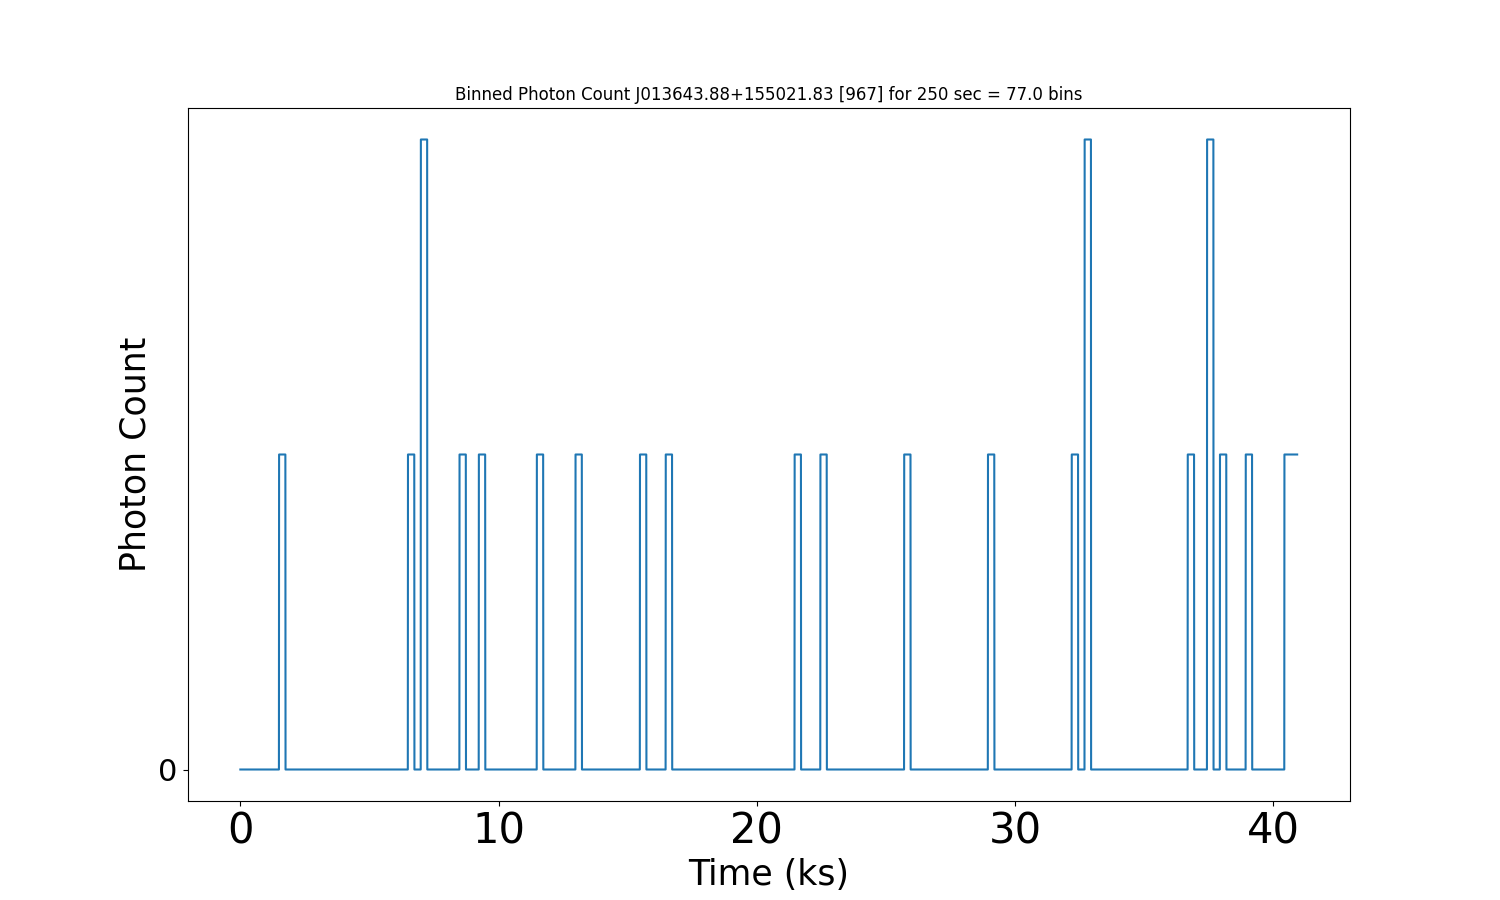 Binned Photon Count J013643.88+155021.83 [967] for 250 sec = 77.0 bins
Photon Count
0
0 10 20 30 40
Time (ks)